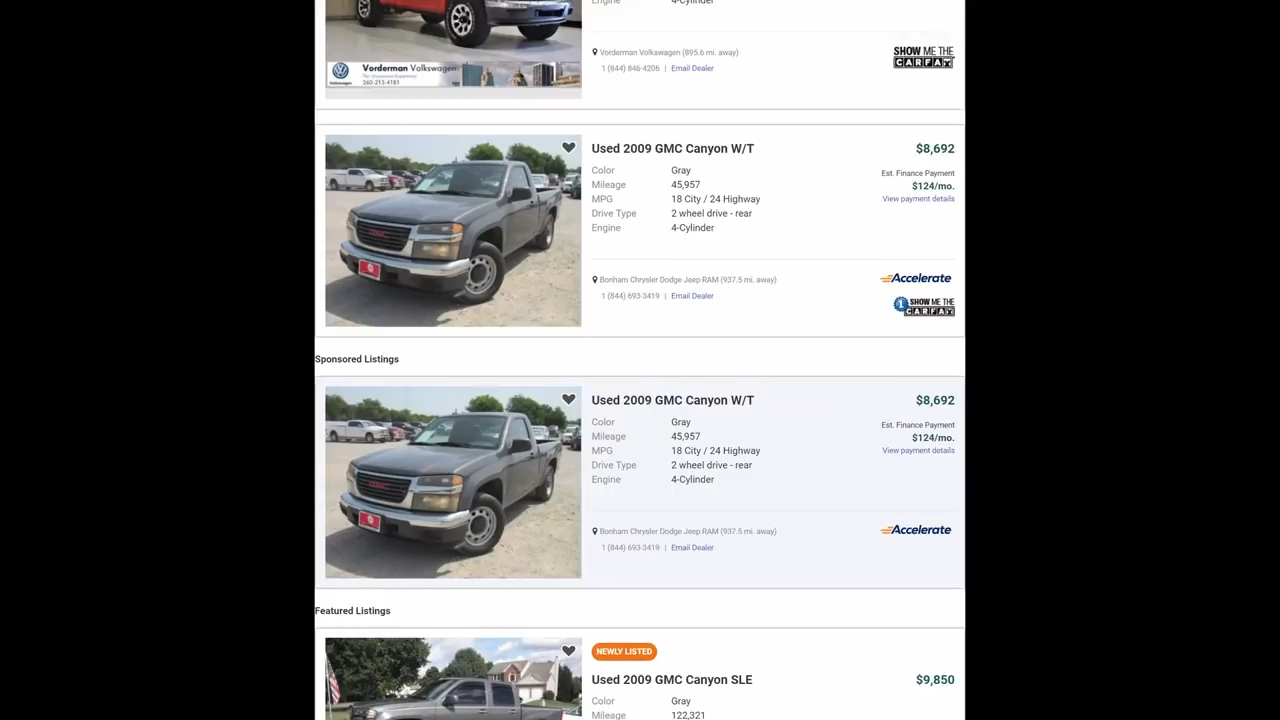 Engine 4-Cylinder
Vorderman Volkswagen (895.6 mi. away)
1 (844) 846-4206 | Email Dealer
SHOW ME THE
CARFAX
Vorderman Volkswagen
260-213-4181
Used 2009 GMC Canyon W/T $8,692
Color Gray
Est. Finance Payment
Mileage 45,957
$124/mo.
MPG 18 City / 24 Highway
View payment details
Drive Type 2 wheel drive - rear
Engine 4-Cylinder
GMC
Bonham Chrysler Dodge Jeep RAM (937.5 mi. away)
Accelerate
1 (844) 693-3419 | Email Dealer
1 SHOW ME THE
CARFAX
Sponsored Listings
Used 2009 GMC Canyon W/T $8,692
Color Gray
Est. Finance Payment
Mileage 45,957
$124/mo.
MPG 18 City / 24 Highway
View payment details
Drive Type 2 wheel drive - rear
Engine 4-Cylinder
GMC
Bonham Chrysler Dodge Jeep RAM (937.5 mi. away)
Accelerate
1 (844) 693-3419 | Email Dealer
Featured Listings
NEWLY LISTED
Used 2009 GMC Canyon SLE $9,850
Color Gray
Mileage 122,321